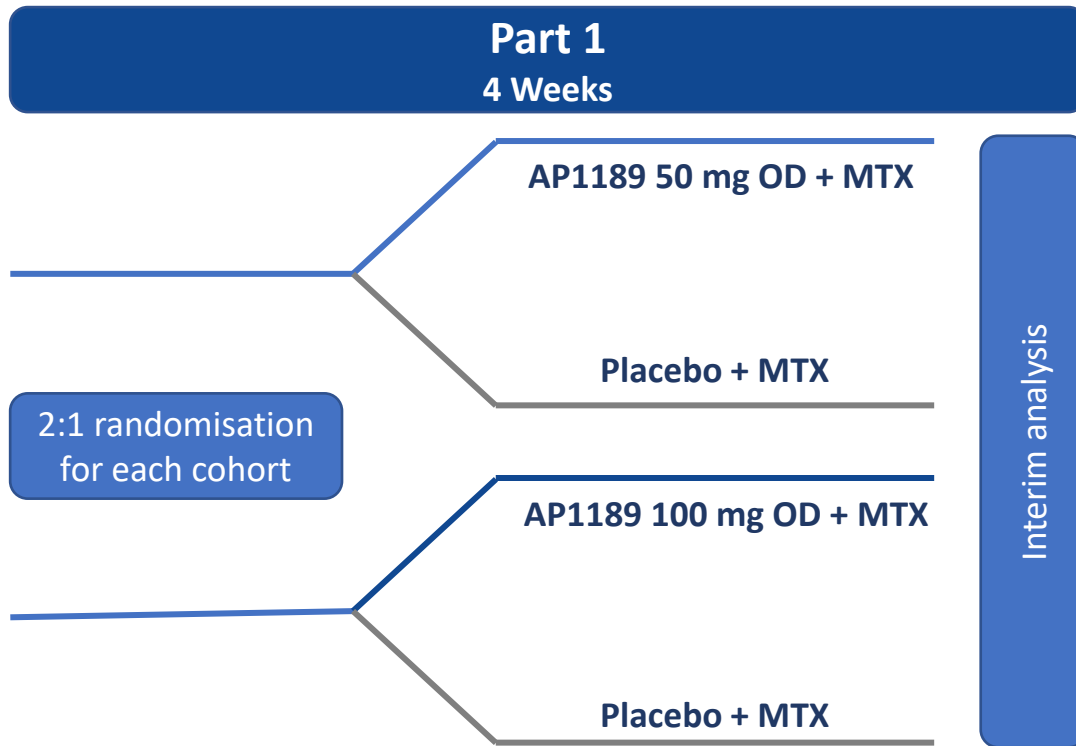 Part 1
4 Weeks
AP1189 50 mg OD + MTX
Placebo + MTX
2:1 randomisation
for each cohort
AP1189 100 mg OD + MTX
Placebo + MTX
Interim analysis